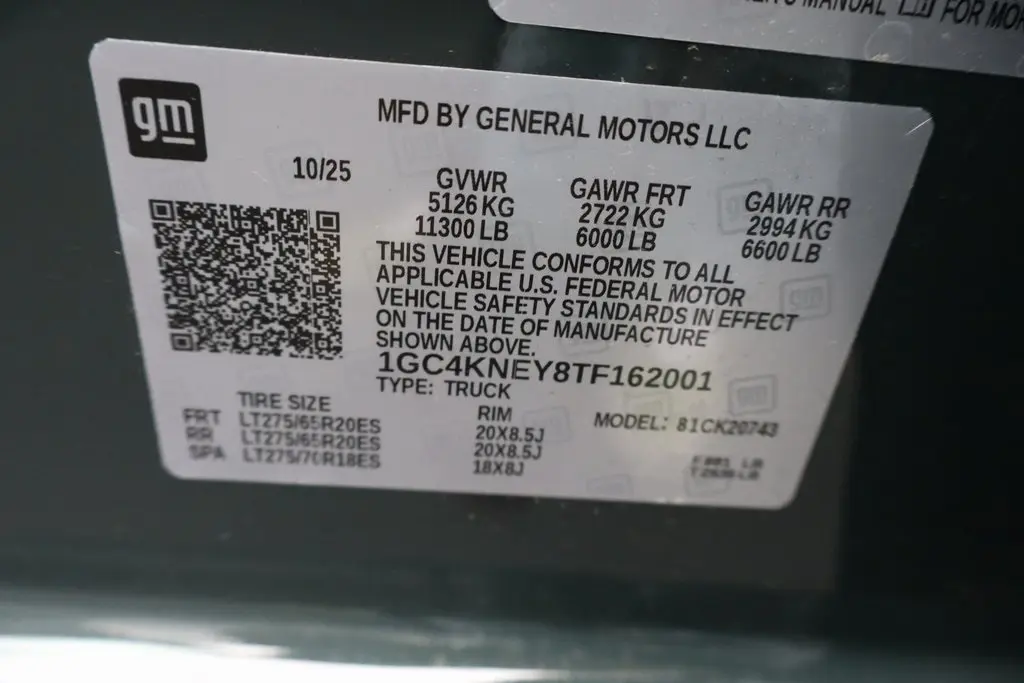 MANUAL
FOR
gm
MFD BY GENERAL MOTORS LLC
10/25
GVWR GAWR FRT GAWR RR
5126 KG 2722 KG 2994 KG
11300 LB 6000 LB 6600 LB
THIS VEHICLE CONFORMS TO ALL
APPLICABLE U.S. FEDERAL MOTOR
VEHICLE SAFETY STANDARDS IN EFFECT
ON THE DATE OF MANUFACTURE
SHOWN ABOVE.
1GC4KNEY8TF162001
TYPE: TRUCK
TIRE SIZE RIM MODEL: 81CK20743
FRT LT275/65R20ES 20X8.5J
RR LT275/65R20ES 20X8.5J
SPA LT275/70R18ES 18X8J